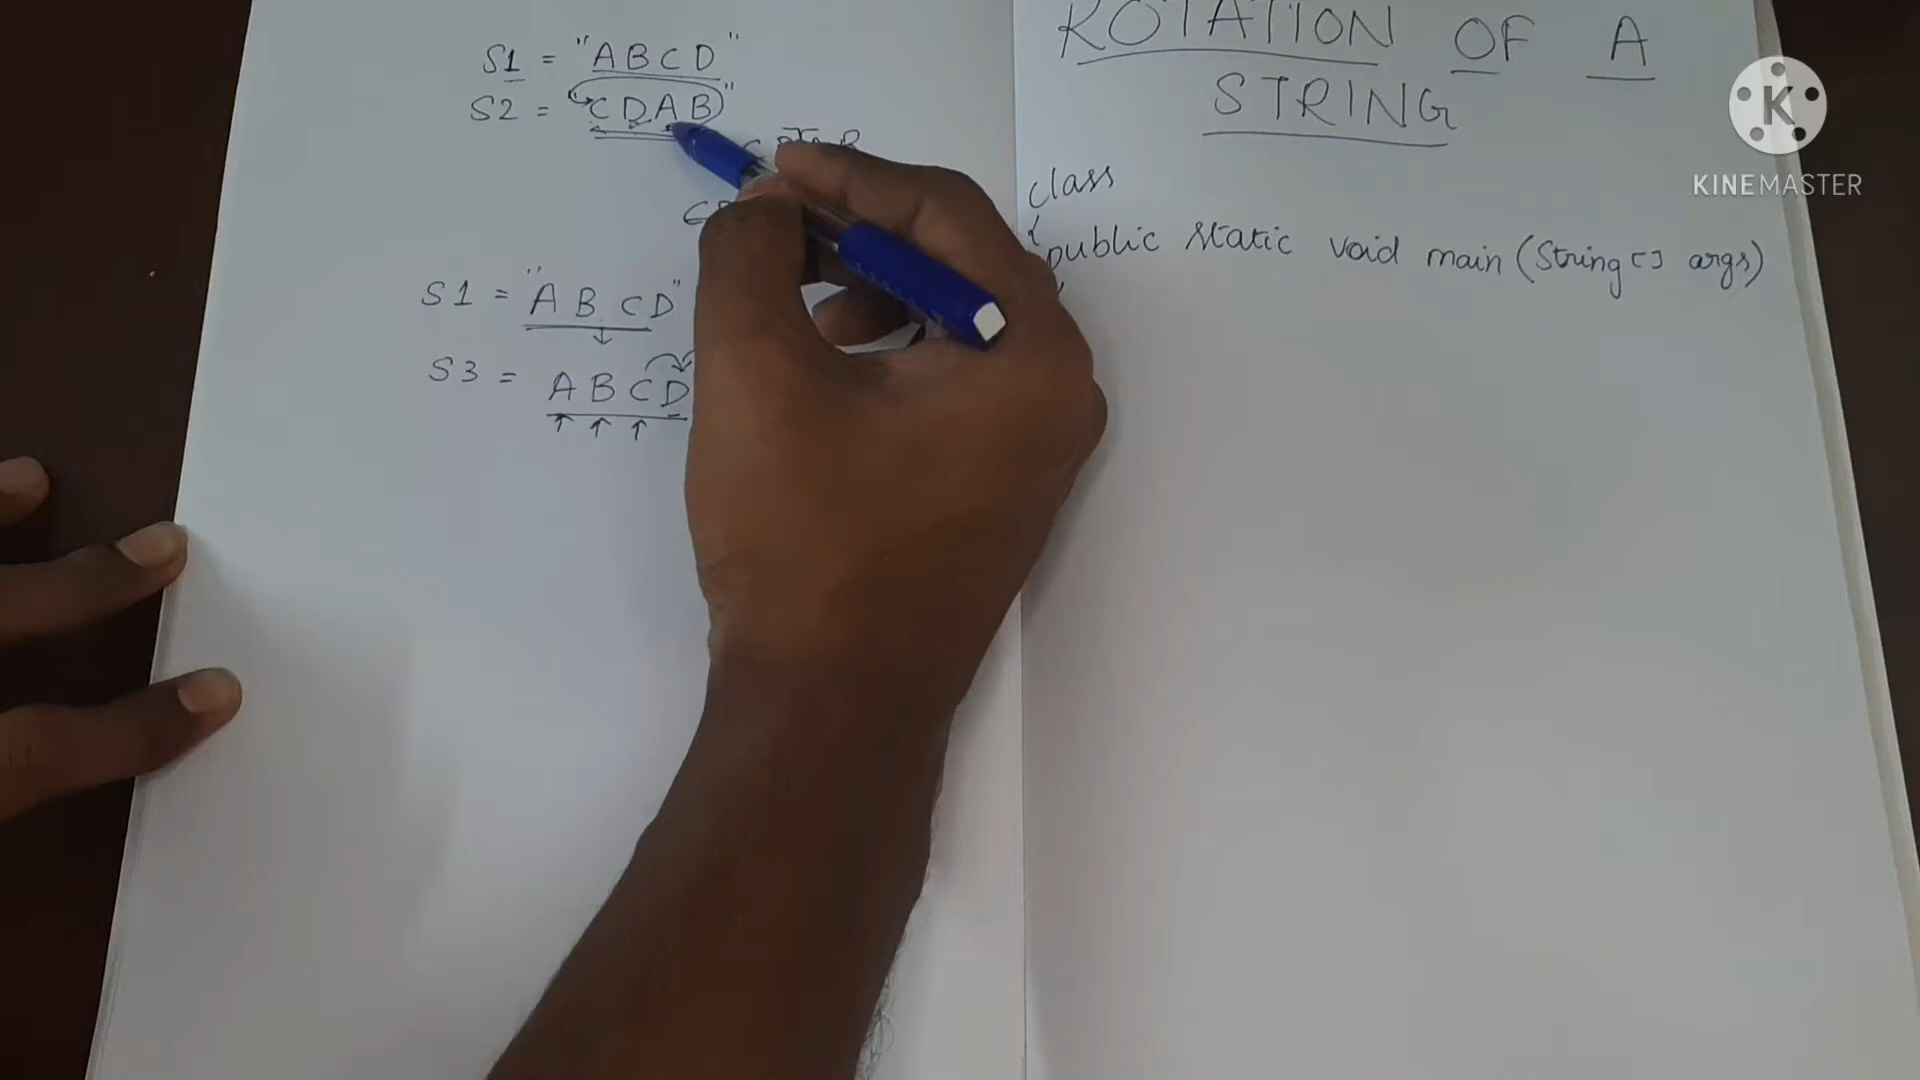 S1 = "ABCD"
S2 = CDAB"
S1 = "ABCD"
S3 = ABCD
ROTATION OF A
STRING
class
{
public static void main(String[] args)
KINEMASTER